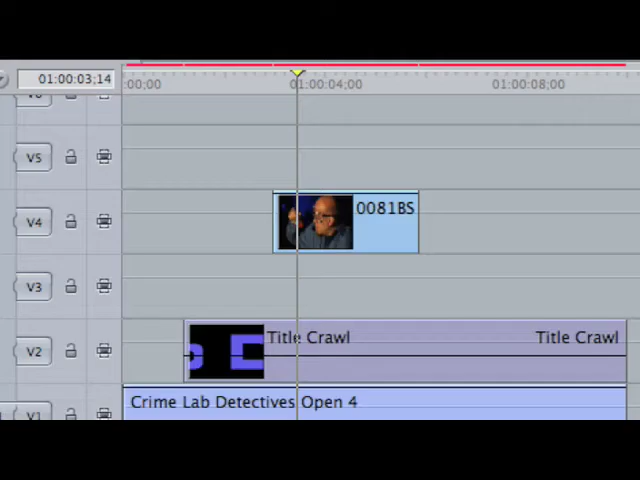 01:00:03;14
:00;00
01:00:04;00
01:00:08;00
V5
V4
0081BS
V3
V2
Title Crawl
Title Crawl
V1
Crime Lab Detectives Open 4